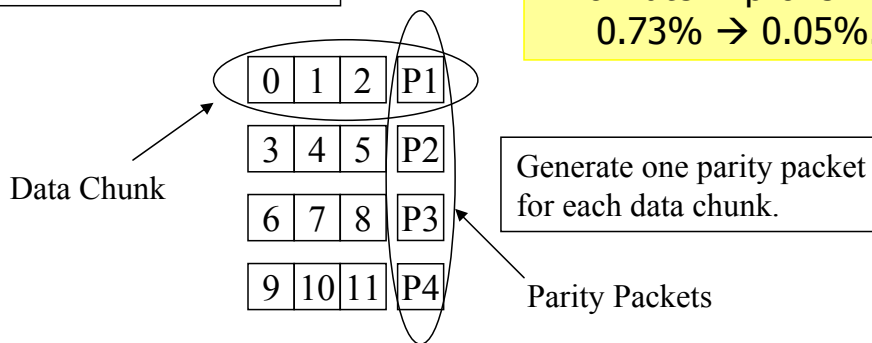 0.73% → 0.05%
0 1 2 P1
3 4 5 P2
6 7 8 P3
9 10 11 P4
Data Chunk
Generate one parity packet
for each data chunk.
Parity Packets